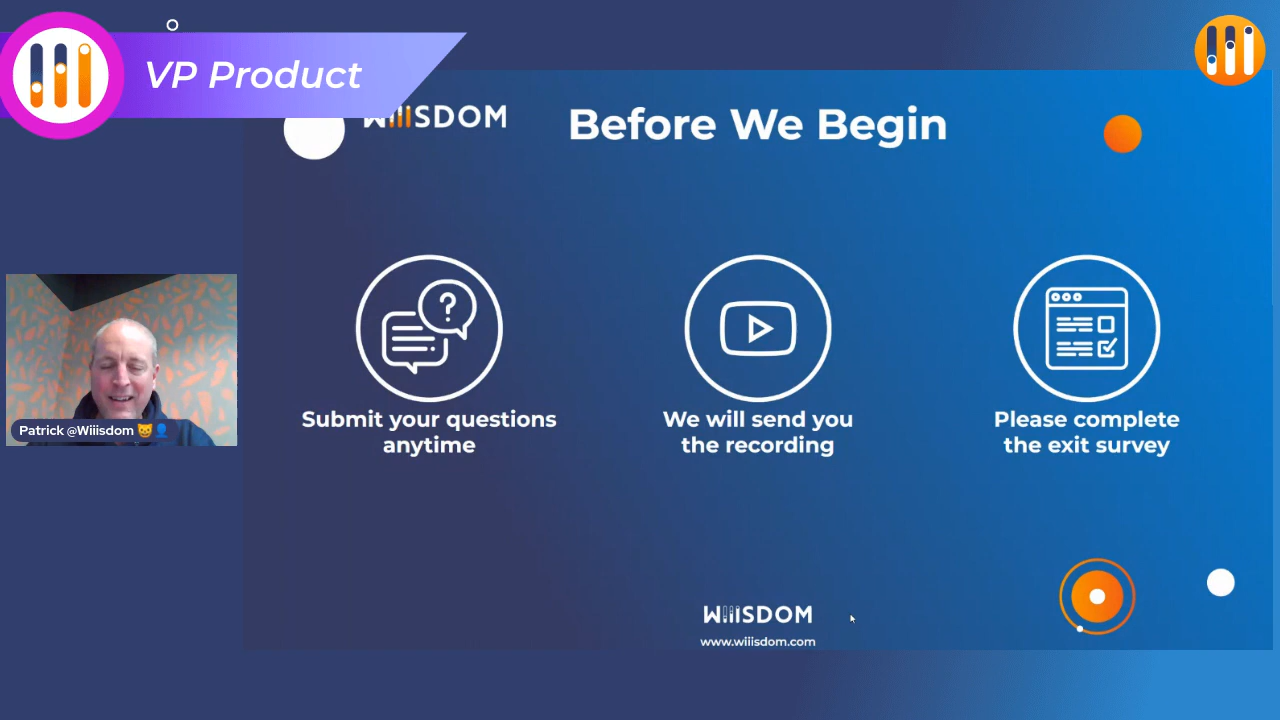 VP Product
WIIISDOM
Before We Begin
Submit your questions
anytime
We will send you
the recording
Please complete
the exit survey
Patrick @Wiiisdom
WIIISDOM
www.wiiisdom.com